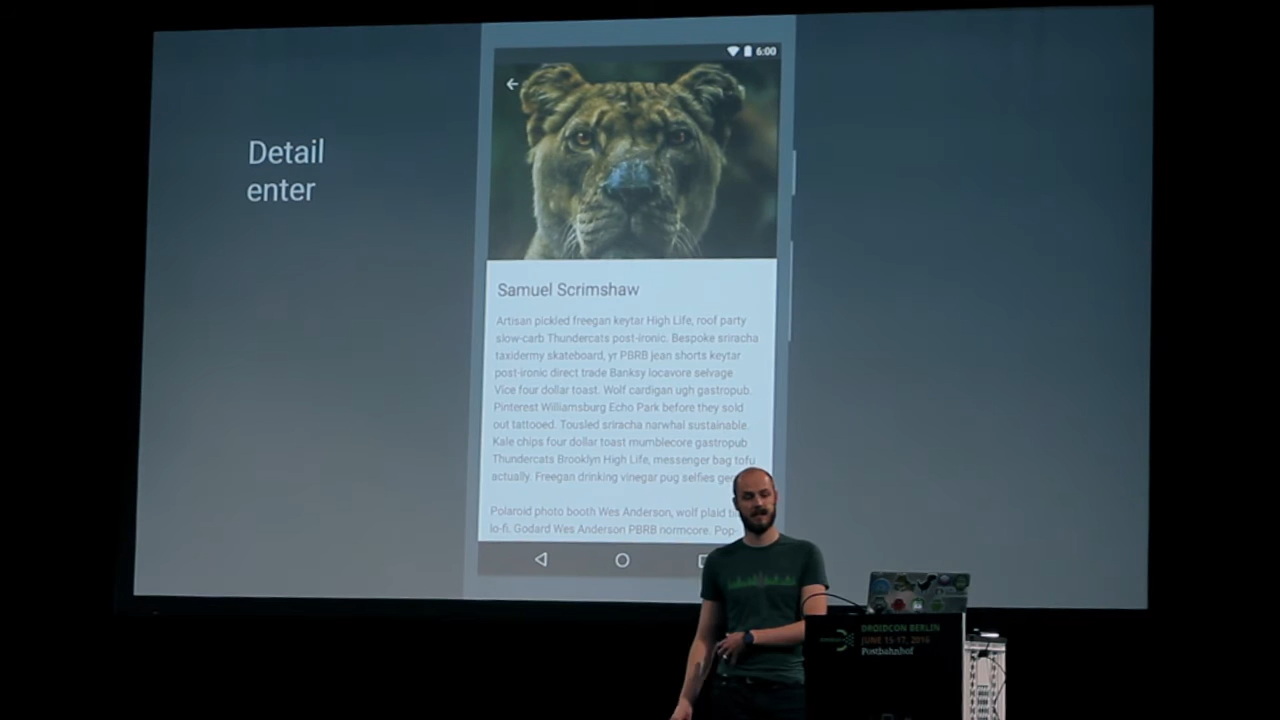 6:00
Detail
enter
Samuel Scrimshaw
Artisan pickled freegan keytar High Life, roof party
slow-carb Thundercats post-ironic. Bespoke sriracha
taxidermy skateboard, yr PBRB jean shorts keytar
post-ironic direct trade Banksy locavore selvage
Vice four dollar toast. Wolf cardigan ugh gastropub.
Pinterest Williamsburg Echo Park before they sold
out tattooed. Tousled sriracha narwhal sustainable.
Kale chips four dollar toast mumblecore gastropub
Thundercats Brooklyn High Life, messenger bag tofu
actually. Freegan drinking vinegar pug selfies
Polaroid photo booth Wes Anderson, wolf plaid
lo-fi. Godard Wes Anderson PBRB normcore. Pop-
DROIDCON BERLIN
JUNE 15-17, 2016
Postbahnhof